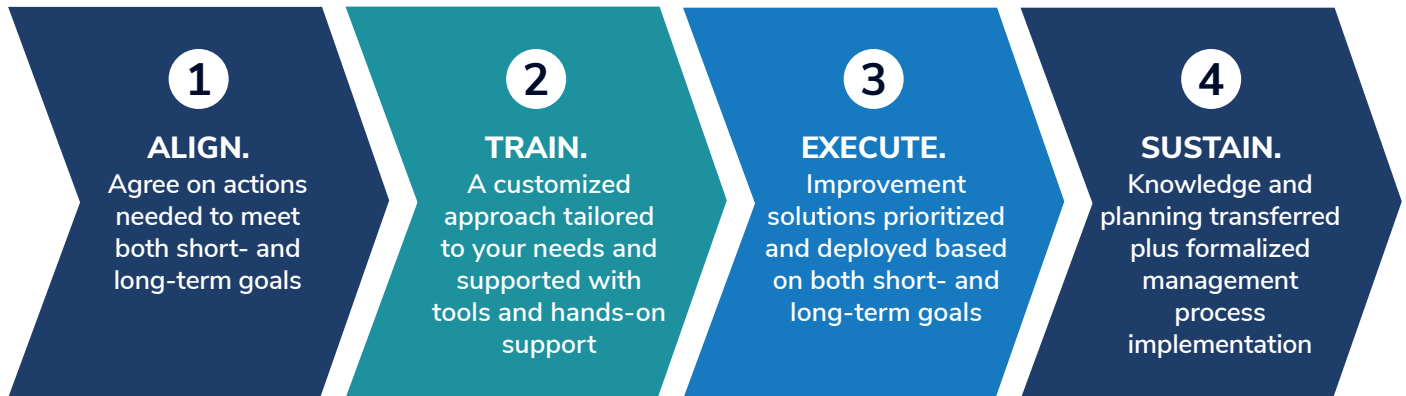 1
ALIGN.
Agree on actions
needed to meet
both short- and
long-term goals
2
TRAIN.
A customized
approach tailored
to your needs and
supported with
tools and hands-on
support
3
EXECUTE.
Improvement
solutions prioritized
and deployed based
on both short- and
long-term goals
4
SUSTAIN.
Knowledge and
planning transferred
plus formalized
management
process
implementation